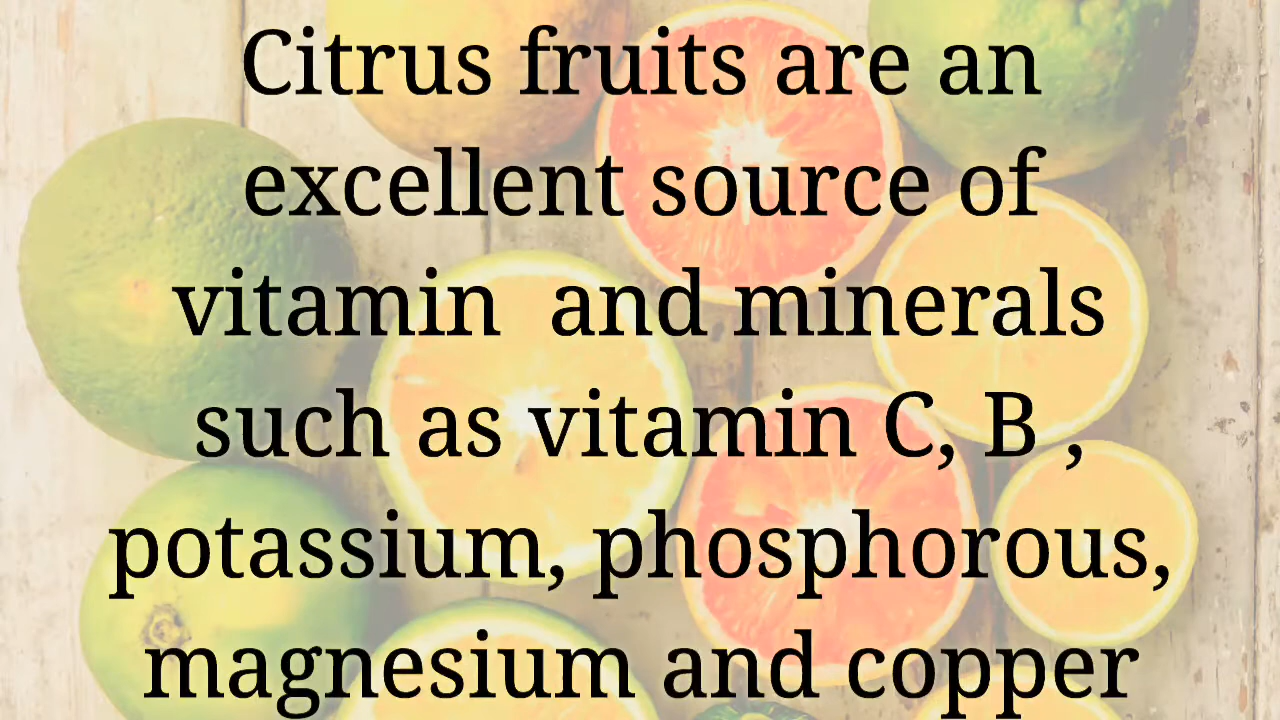 Citrus fruits are an
excellent source of
vitamin  and minerals
such as vitamin C, B ,
potassium, phosphorous,
magnesium and copper